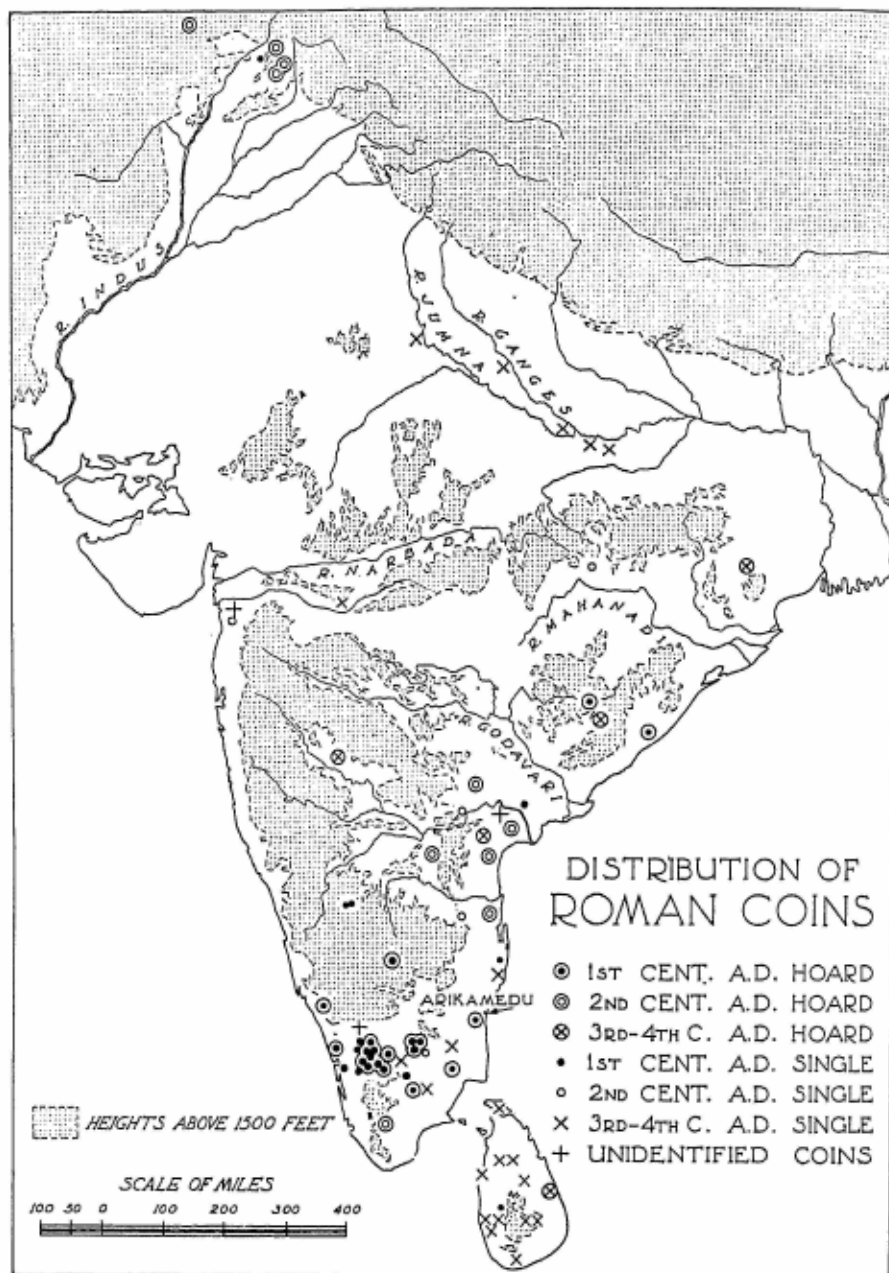 R. INDUS
R. JUMNA
R. GANGES
R. NARBADA
R. MAHANADI
R. GODAVARI
DISTRIBUTION OF
ROMAN COINS
1ST CENT. A.D. HOARD
2ND CENT. A.D. HOARD
3RD-4TH C. A.D. HOARD
1ST CENT. A.D. SINGLE
2ND CENT. A.D. SINGLE
3RD-4TH C. A.D. SINGLE
UNIDENTIFIED COINS
ARIKAMEDU
HEIGHTS ABOVE 1500 FEET
SCALE OF MILES
100 50 0 100 200 300 400